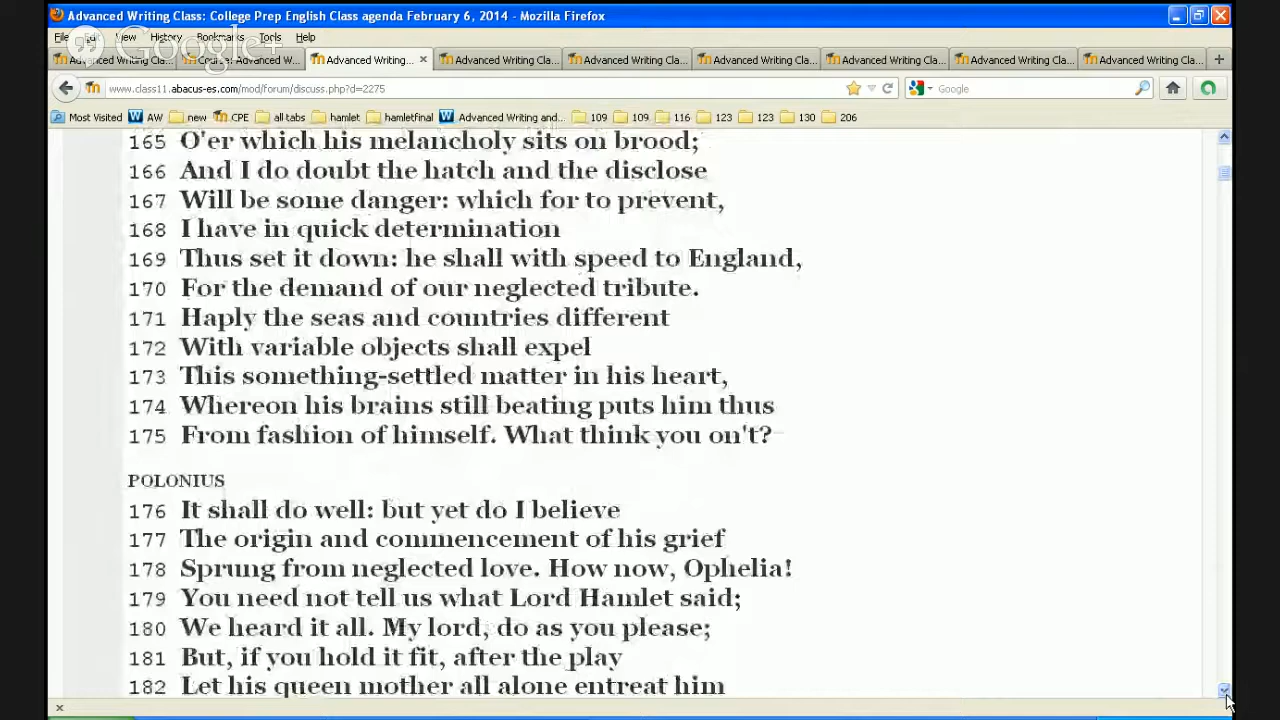 Advanced Writing Class: College Prep English Class agenda February 6, 2014 - Mozilla Firefox
File Edit View History Bookmarks Tools Help
Google+
Advanced Writing Cla... Course: Advanced W... Advanced Writing... Advanced Writing Cla... Advanced Writing Cla... Advanced Writing Cla... Advanced Writing Cla... Advanced Writing Cla... Advanced Writing Cla...
www.class11.abacus-es.com/mod/forum/discuss.php?d=2275 Google
Most Visited AW new CPE all tabs hamlet hamletfinal Advanced Writing and... 109 109 116 123 123 130 206
165 O'er which his melancholy sits on brood;
166 And I do doubt the hatch and the disclose
167 Will be some danger: which for to prevent,
168 I have in quick determination
169 Thus set it down: he shall with speed to England,
170 For the demand of our neglected tribute.
171 Haply the seas and countries different
172 With variable objects shall expel
173 This something-settled matter in his heart,
174 Whereon his brains still beating puts him thus
175 From fashion of himself. What think you on't?
POLONIUS
176 It shall do well: but yet do I believe
177 The origin and commencement of his grief
178 Sprung from neglected love. How now, Ophelia!
179 You need not tell us what Lord Hamlet said;
180 We heard it all. My lord, do as you please;
181 But, if you hold it fit, after the play
182 Let his queen mother all alone entreat him